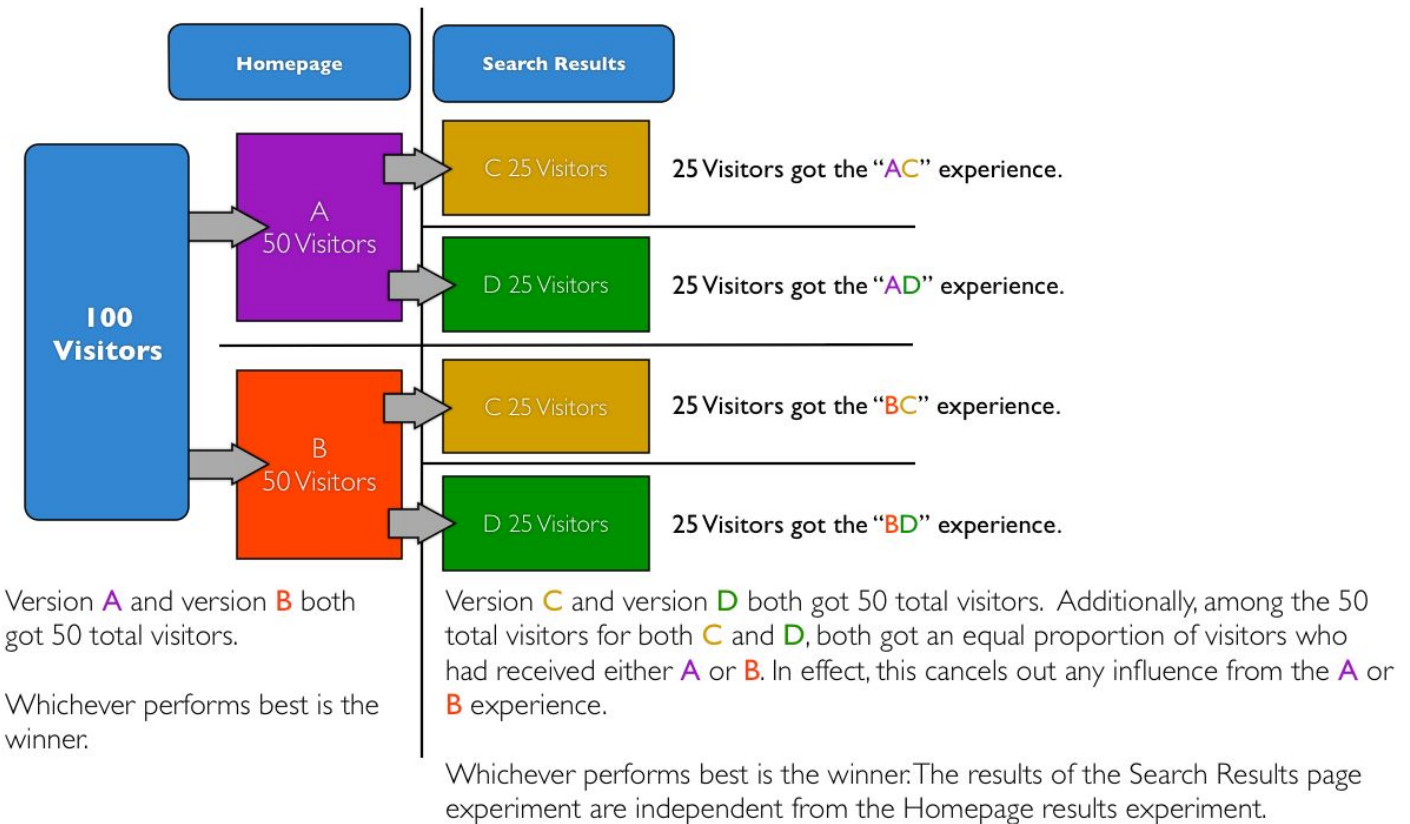 Homepage
Search Results
100
Visitors
A
50 Visitors
C 25 Visitors
25 Visitors got the “AC” experience.
D 25 Visitors
25 Visitors got the “AD” experience.
B
50 Visitors
C 25 Visitors
25 Visitors got the “BC” experience.
D 25 Visitors
25 Visitors got the “BD” experience.
Version A and version B both
got 50 total visitors.
Whichever performs best is the
winner.
Version C and version D both got 50 total visitors.  Additionally, among the 50
total visitors for both C and D, both got an equal proportion of visitors who
had received either A or B. In effect, this cancels out any influence from the A or
B experience.
Whichever performs best is the winner. The results of the Search Results page
experiment are independent from the Homepage results experiment.